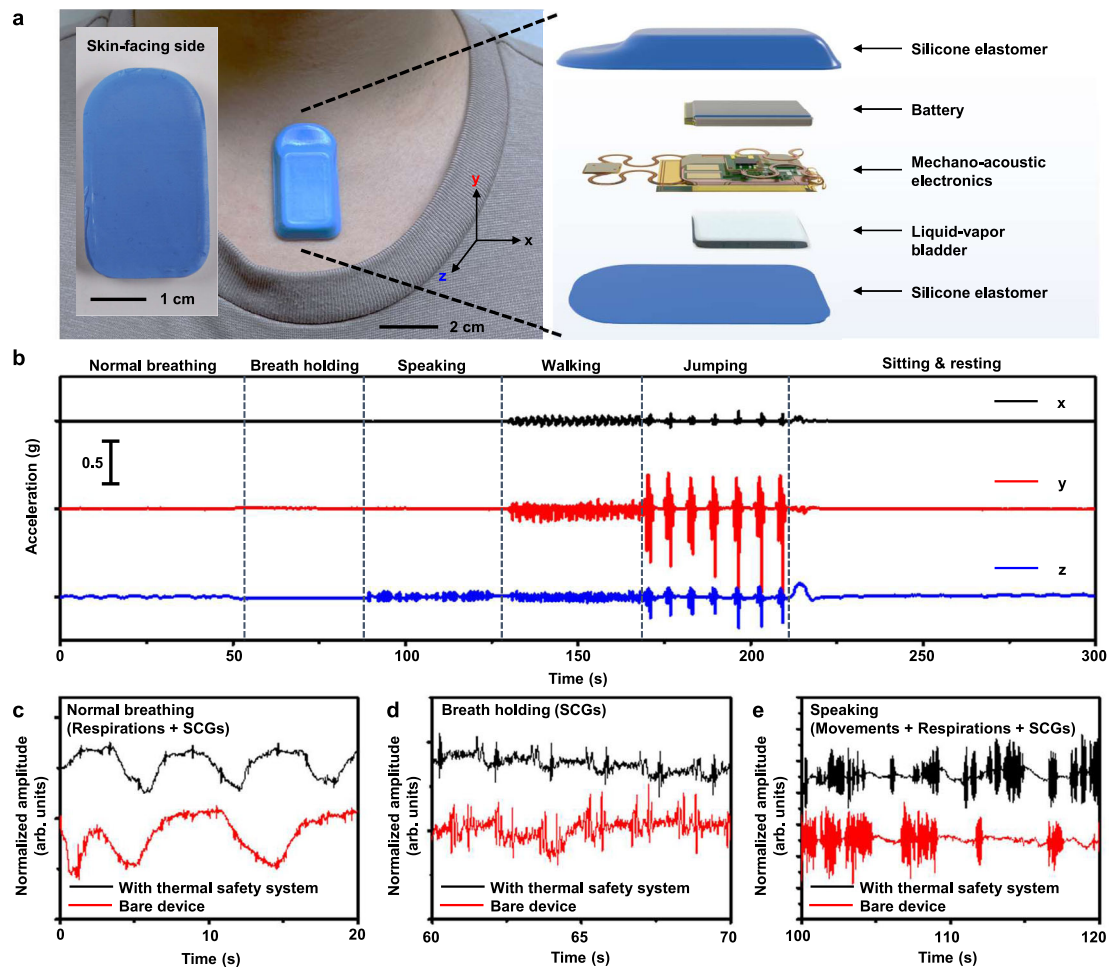 a
Skin-facing side
1 cm
2 cm
y
x
z
Silicone elastomer
Battery
Mechano-acoustic
electronics
Liquid-vapor
bladder
Silicone elastomer
b
Normal breathing
Breath holding
Speaking
Walking
Jumping
Sitting & resting
Acceleration (g)
0.5
x
y
z
0 50 100 150 200 250 300
Time (s)
c
Normal breathing
(Respirations + SCGs)
Normalized amplitude
(arb. units)
With thermal safety system
Bare device
0 10 20
Time (s)
d
Breath holding (SCGs)
Normalized amplitude
(arb. units)
With thermal safety system
Bare device
60 65 70
Time (s)
e
Speaking
(Movements + Respirations + SCGs)
Normalized amplitude
(arb. units)
With thermal safety system
Bare device
100 110 120
Time (s)